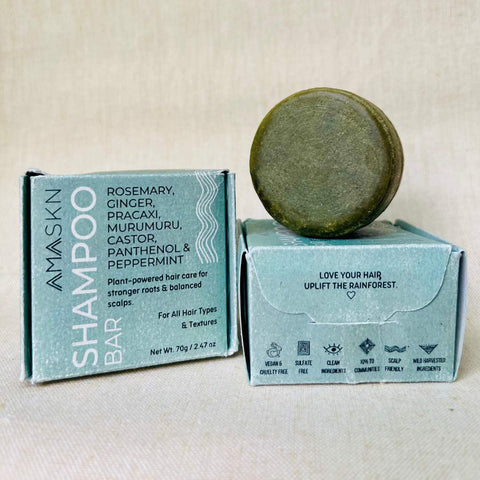 AMASKN
SHAMPOO
BAR
ROSEMARY,
GINGER,
PRACAXI,
MURUMURU,
CASTOR,
PANTHENOL &
PEPPERMINT
Plant-powered hair care for
stronger roots & balanced
scalps.
For All Hair Types
& Textures
Net Wt. 70g / 2.47 oz
LOVE YOUR HAIR,
UPLIFT THE RAINFOREST.
VEGAN &
CRUELTY FREE
SULFATE
FREE
CLEAN
INGREDIENTS
10% TO
COMMUNITIES
SCALP
FRIENDLY
WILD HARVESTED
INGREDIENTS